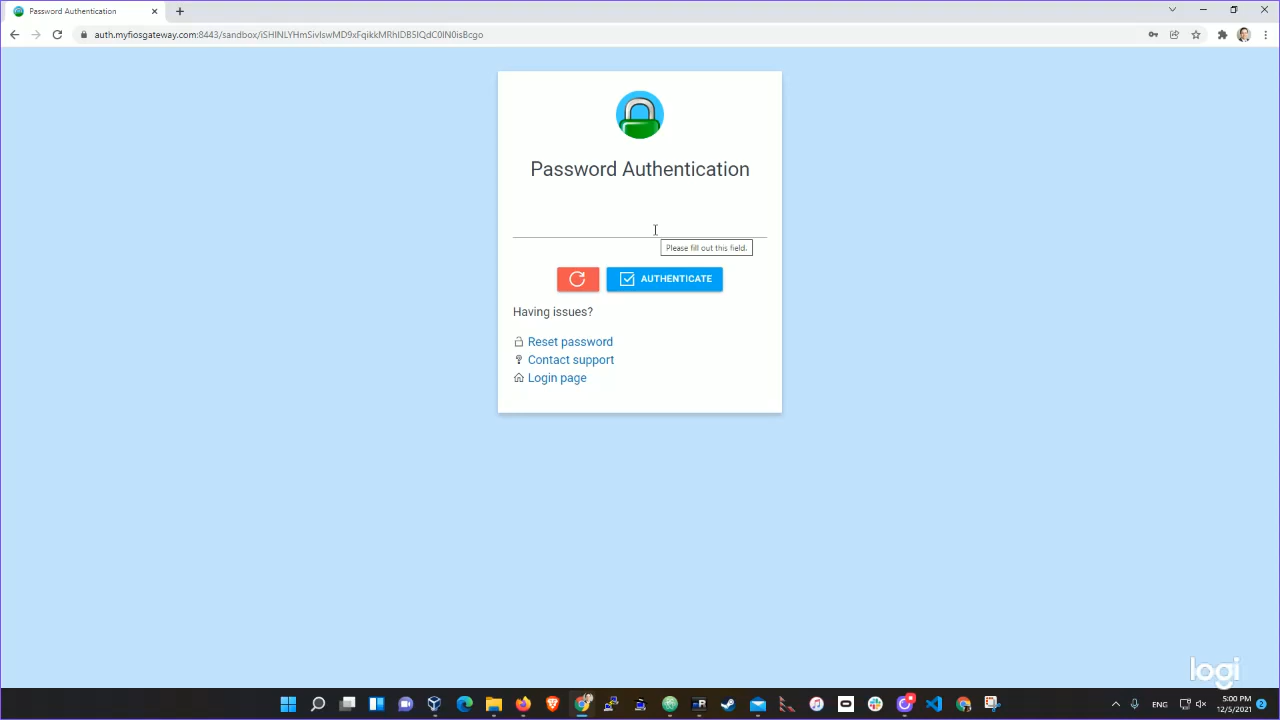 Password Authentication
auth.myfiosgateway.com:8443/sandbox/
Password Authentication
Please fill out this field.
AUTHENTICATE
Having issues?
Reset password
Contact support
Login page
logi
5:00 PM
ENG
12/5/2021
2